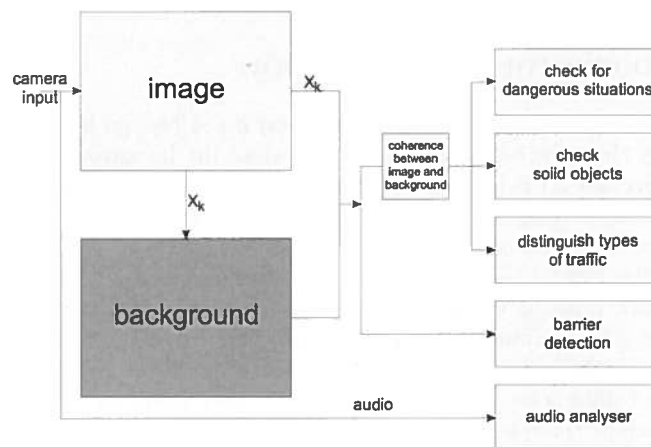 camera
input
image
X_k
X_k
background
coherence
between
image and
background
check for
dangerous situations
check
solid objects
distinguish types
of traffic
barrier
detection
audio
audio analyser